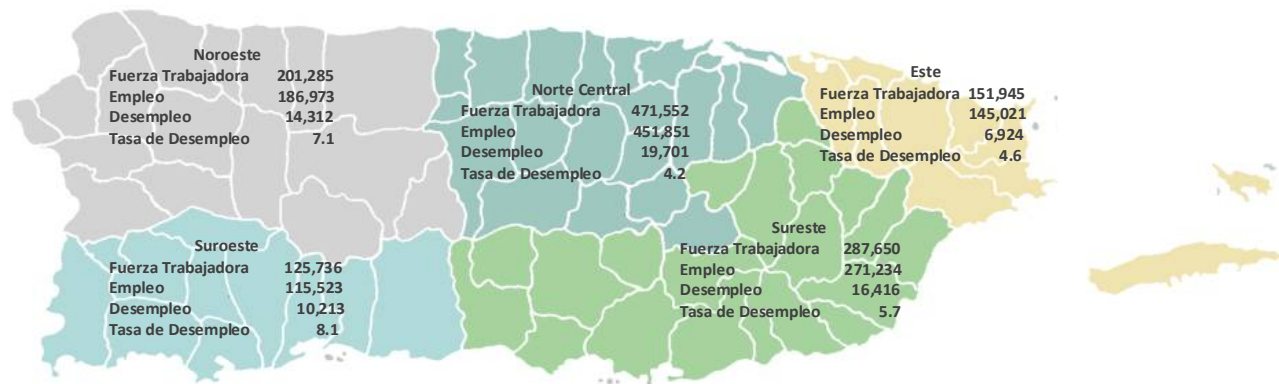 Noroeste
Fuerza Trabajadora 201,285
Empleo 186,973
Desempleo 14,312
Tasa de Desempleo 7.1
Norte Central
Fuerza Trabajadora 471,552
Empleo 451,851
Desempleo 19,701
Tasa de Desempleo 4.2
Este
Fuerza Trabajadora 151,945
Empleo 145,021
Desempleo 6,924
Tasa de Desempleo 4.6
Suroeste
Fuerza Trabajadora 125,736
Empleo 115,523
Desempleo 10,213
Tasa de Desempleo 8.1
Sureste
Fuerza Trabajadora 287,650
Empleo 271,234
Desempleo 16,416
Tasa de Desempleo 5.7